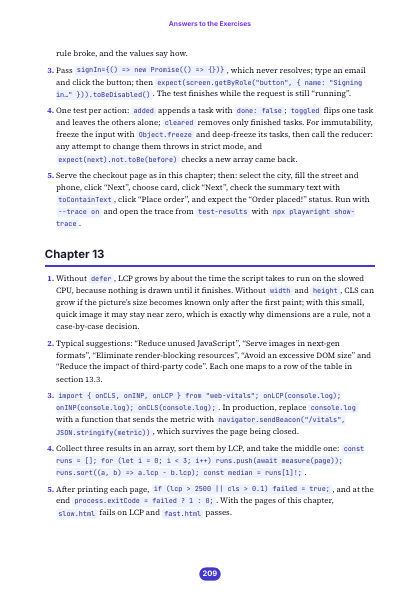 Answers to the Exercises
rule broke, and the values say how.
3. Pass signIn={() => new Promise(() => {})}, which never resolves; type an email
and click the button; then expect(screen.getByRole("button", { name: "Signing
in…" })).toBeDisabled(). The test finishes while the request is still “running”.
4. One test per action: added appends a task with done: false; toggled flips one task
and leaves the others alone; cleared removes only finished tasks. For immutability,
freeze the input with Object.freeze and deep-freeze its tasks, then call the reducer:
any attempt to change them throws in strict mode, and
expect(next).not.toBe(before) checks a new array came back.
5. Serve the checkout page as in this chapter; then: select the city, fill the street and
phone, click “Next”, choose card, click “Next”, check the summary text with
toContainText, click “Place order”, and expect the “Order placed!” status. Run with
--trace on and open the trace from test-results with npx playwright show-
trace.
Chapter 13
1. Without defer, LCP grows by about the time the script takes to run on the slowed
CPU, because nothing is drawn until it finishes. Without width and height, CLS can
grow if the picture’s size becomes known only after the first paint; with this small,
quick image it may stay near zero, which is exactly why dimensions are a rule, not a
case-by-case decision.
2. Typical suggestions: “Reduce unused JavaScript”, “Serve images in next-gen
formats”, “Eliminate render-blocking resources”, “Avoid an excessive DOM size” and
“Reduce the impact of third-party code”. Each one maps to a row of the table in
section 13.3.
3. import { onCLS, onINP, onLCP } from "web-vitals"; onLCP(console.log);
onINP(console.log); onCLS(console.log);. In production, replace console.log
with a function that sends the metric with navigator.sendBeacon("/vitals",
JSON.stringify(metric)), which survives the page being closed.
4. Collect three results in an array, sort them by LCP, and take the middle one: const
runs = []; for (let i = 0; i < 3; i++) runs.push(await measure(page));
runs.sort((a, b) => a.lcp - b.lcp); const median = runs[1]!;.
5. After printing each page, if (lcp > 2500 || cls > 0.1) failed = true;, and at the
end process.exitCode = failed ? 1 : 0;. With the pages of this chapter,
slow.html fails on LCP and fast.html passes.
209